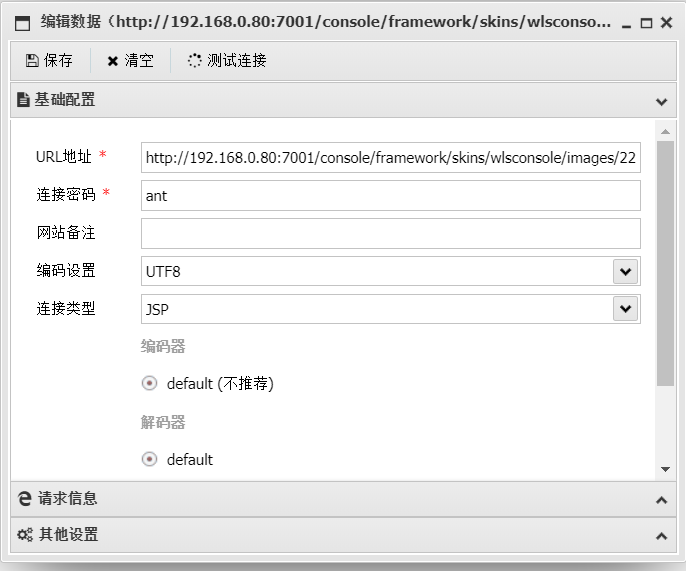 编辑数据（http://192.168.0.80:7001/console/framework/skins/wlsconso...
保存 清空 测试连接
基础配置
URL地址 * http://192.168.0.80:7001/console/framework/skins/wlsconsole/images/22
连接密码 * ant
网站备注
编码设置 UTF8
连接类型 JSP
编码器
default (不推荐)
解码器
default
请求信息
其他设置